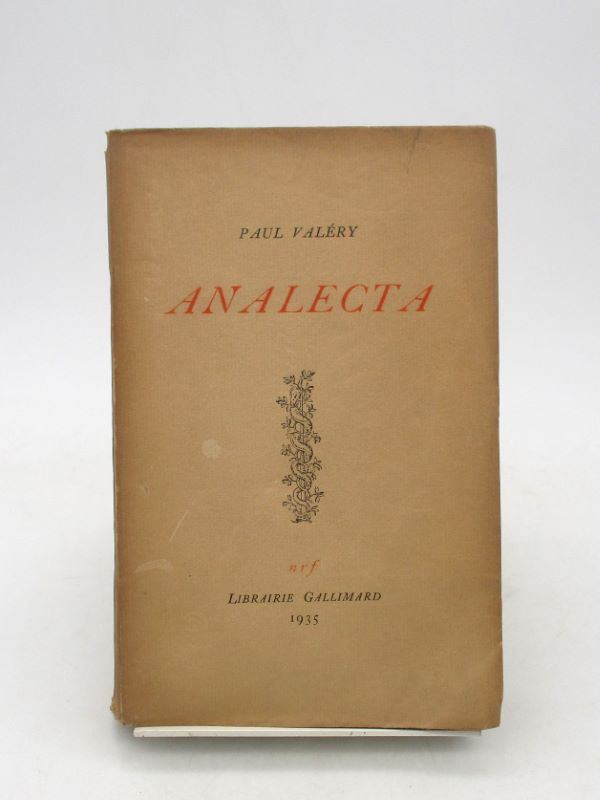 PAUL VALÉRY
ANALECTA
nrf
LIBRAIRIE GALLIMARD
1935